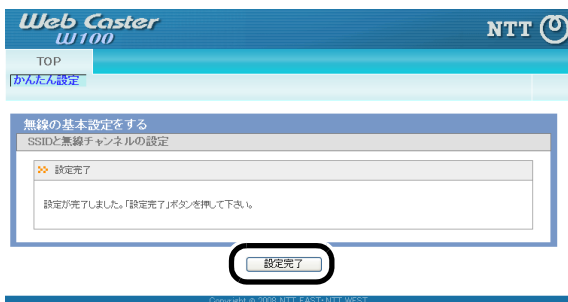 Web Caster
W100
NTT
TOP
かんたん設定
無線の基本設定をする
SSIDと無線チャンネルの設定
設定完了
設定が完了しました。「設定完了」ボタンを押して下さい。
設定完了
Copyright © 2008 NTT EAST・NTT WEST